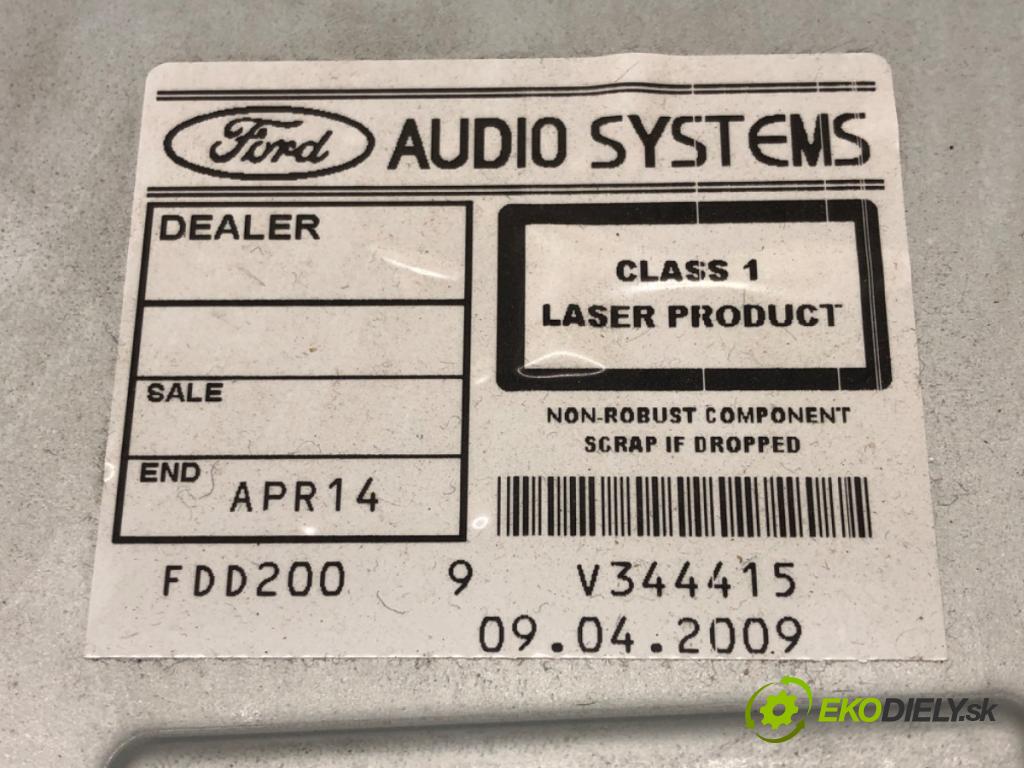 Ford AUDIO SYSTEMS
DEALER
CLASS 1
LASER PRODUCT
SALE
NON-ROBUST COMPONENT
SCRAP IF DROPPED
END APR14
FDD200 9 V344415
09.04.2009
EKODIELY.sk